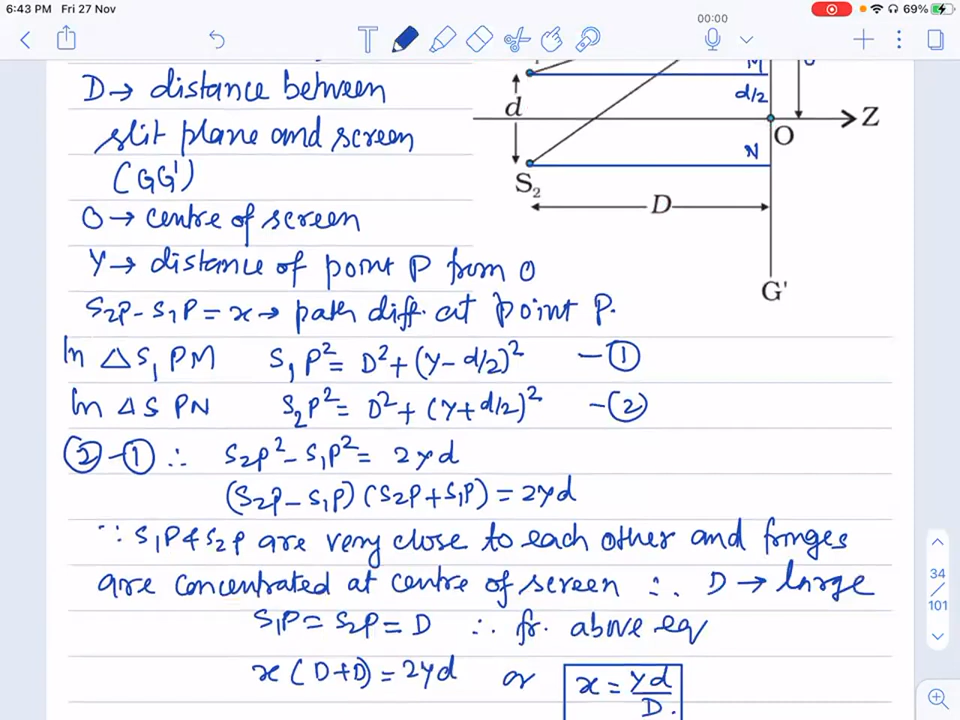 6:43 PM Fri 27 Nov
69%
00:00
T
D → distance between
slit plane and screen
(GG')
O → centre of screen
Y → distance of point P from O
S₂P - S₁P = x → path diff. at point P.
M
d/2
d
Z
O
N
S₂
D
G'
In △ S₁ PM S₁P² = D² + (Y - d/2)² - ①
In △ S PN S₂P² = D² + (Y + d/2)² - ②
② - ① ∴ S₂P² - S₁P² = 2yd
(S₂P - S₁P) (S₂P + S₁P) = 2yd
∵ S₁P & S₂P are very close to each other and fringes
are concentrated at centre of screen ∴ D → large
S₁P = S₂P = D ∴ fr. above eq
x (D+D) = 2yd or x = Yd/D.
34
/
101